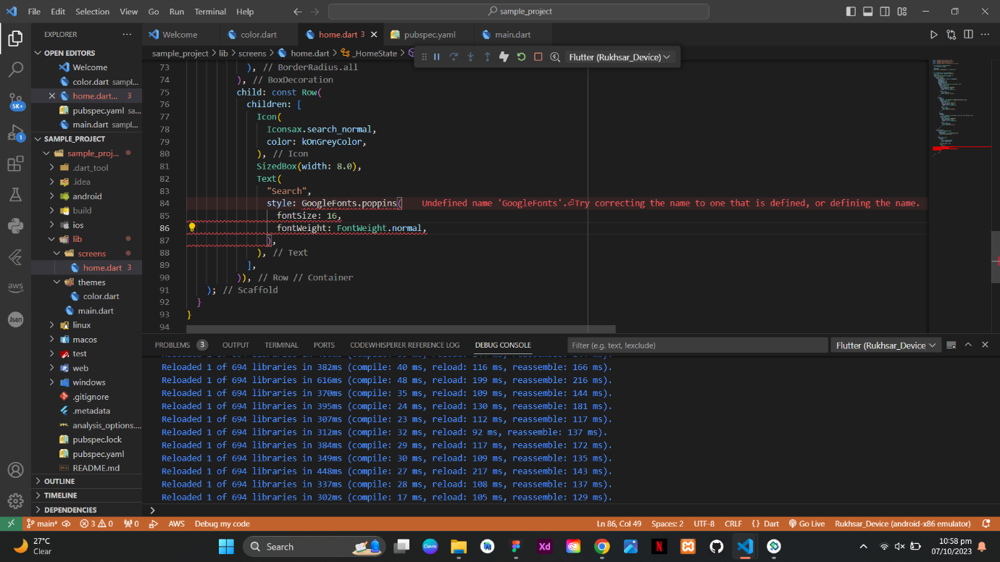 File Edit Selection View Go Run Terminal Help
sample_project
EXPLORER
OPEN EDITORS
Welcome
color.dart sampl...
home.dart... 3
pubspec.yaml sa...
main.dart sampl...
SAMPLE_PROJECT
sample_proj...
.dart_tool
.idea
android
build
ios
lib
screens
home.dart 3
themes
color.dart
main.dart
linux
macos
test
web
windows
.gitignore
.metadata
analysis_options....
pubspec.lock
pubspec.yaml
README.md
OUTLINE
TIMELINE
DEPENDENCIES
5K+
1
aws
Json
Welcome color.dart home.dart 3 pubspec.yaml main.dart
sample_project > lib > screens > home.dart > _HomeState >
Flutter (Rukhsar_Device)
73 ), // BorderRadius.all
74 ), // BoxDecoration
75 child: const Row(
76 children: [
77 Icon(
78 Iconsax.search_normal,
79 color: kOnGreyColor,
80 ), // Icon
81 SizedBox(width: 8.0),
82 Text(
83 "Search",
84 style: GoogleFonts.poppins( Undefined name 'GoogleFonts'.⏎Try correcting the name to one that is defined, or defining the name.
85 fontSize: 16,
86 fontWeight: FontWeight.normal,
87 ),
88 ), // Text
89 ],
90 )), // Row // Container
91 ); // Scaffold
92 }
93 }
94
PROBLEMS 3 OUTPUT TERMINAL PORTS CODEWHISPERER REFERENCE LOG DEBUG CONSOLE
Filter (e.g. text, !exclude)
Flutter (Rukhsar_Device
Reloaded 1 of 694 libraries in 382ms (compile: 40 ms, reload: 116 ms, reassemble: 166 ms).
Reloaded 1 of 694 libraries in 616ms (compile: 48 ms, reload: 199 ms, reassemble: 216 ms).
Reloaded 1 of 694 libraries in 370ms (compile: 35 ms, reload: 109 ms, reassemble: 144 ms).
Reloaded 1 of 694 libraries in 395ms (compile: 24 ms, reload: 130 ms, reassemble: 181 ms).
Reloaded 1 of 694 libraries in 307ms (compile: 23 ms, reload: 112 ms, reassemble: 117 ms).
Reloaded 1 of 694 libraries in 312ms (compile: 32 ms, reload: 92 ms, reassemble: 137 ms).
Reloaded 1 of 694 libraries in 384ms (compile: 29 ms, reload: 117 ms, reassemble: 172 ms).
Reloaded 1 of 694 libraries in 349ms (compile: 30 ms, reload: 109 ms, reassemble: 135 ms).
Reloaded 1 of 694 libraries in 448ms (compile: 27 ms, reload: 217 ms, reassemble: 143 ms).
Reloaded 1 of 694 libraries in 337ms (compile: 28 ms, reload: 108 ms, reassemble: 137 ms).
Reloaded 1 of 694 libraries in 302ms (compile: 17 ms, reload: 105 ms, reassemble: 129 ms).
main* 3 0 0 AWS Debug my code
Ln 86, Col 49 Spaces: 2 UTF-8 CRLF {} Dart Go Live Rukhsar_Device (android-x86 emulator)
27°C
Clear
Search
Canva
Xd
N
10:58 pm
07/10/2023